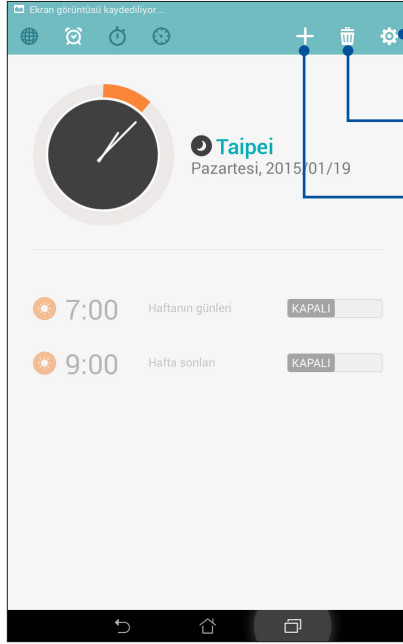 Ekran görüntüsü kaydediliyor...
Taipei
Pazartesi, 2015/01/19
7:00 Haftanın günleri KAPALI
9:00 Hafta sonları KAPALI